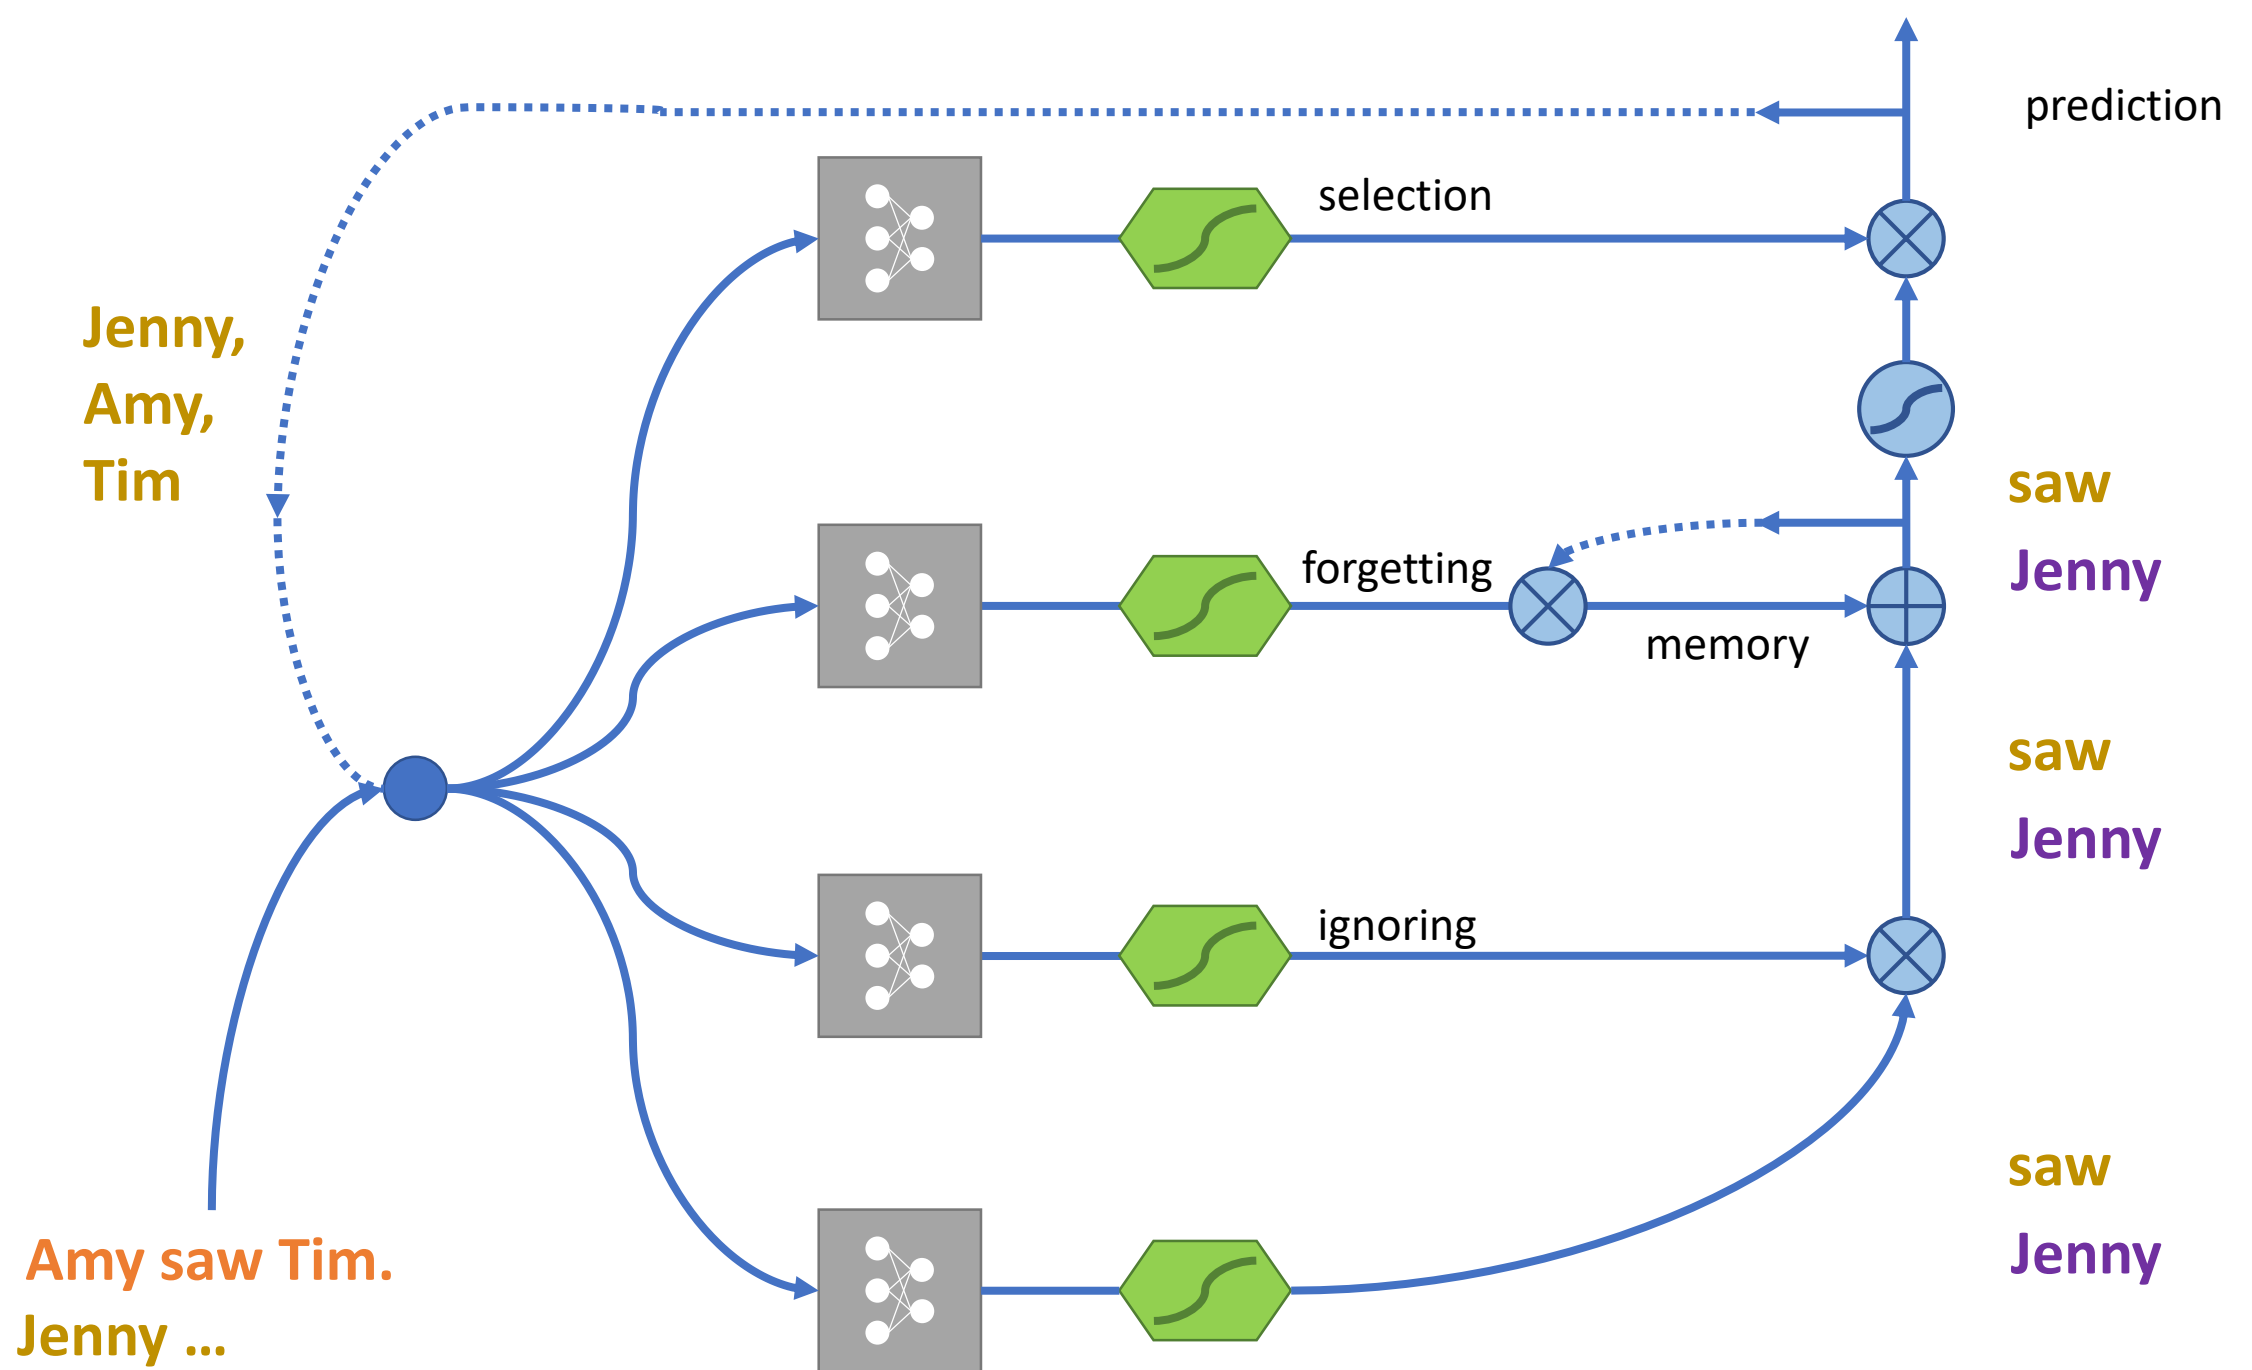 prediction
selection
Jenny,
Amy,
Tim
saw
forgetting
Jenny
memory
saw
Jenny
ignoring
saw
Jenny
Amy saw Tim.
Jenny ...